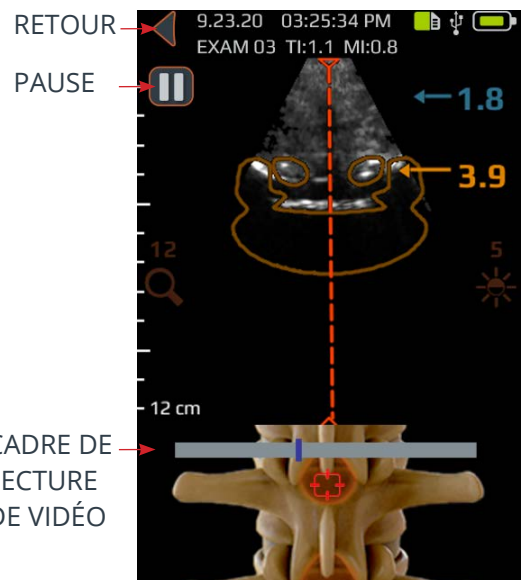 RETOUR
9.23.20 03:25:34 PM
EXAM 03 TI:1.1 MI:0.8
PAUSE
1.8
3.9
12
5
12 cm
CADRE DE
ECTURE
DE VIDÉO